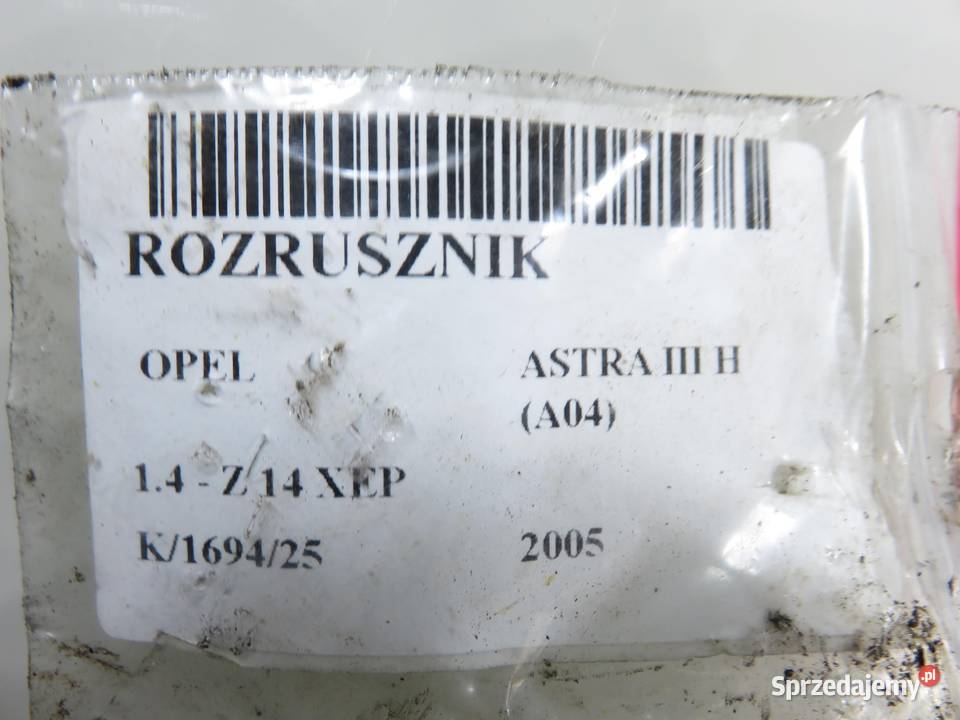 ROZRUSZNIK
OPEL ASTRA III H
(A04)
1.4 - Z 14 XEP
K/1694/25 2005
Sprzedajemy.pl